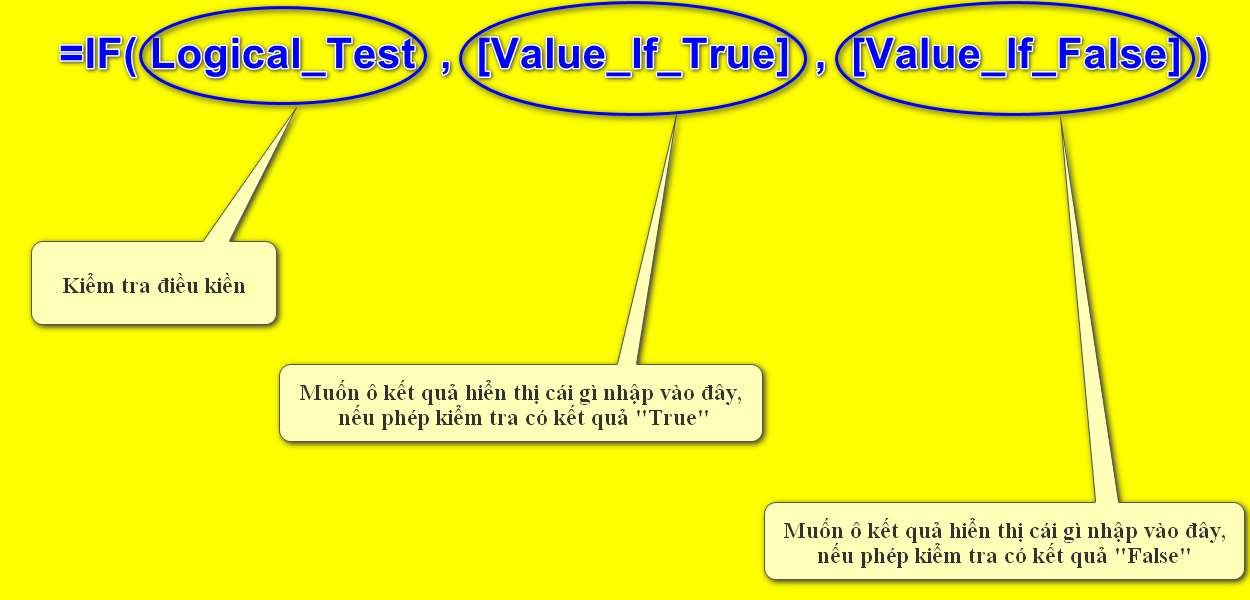 =IF( Logical_Test , [Value_If_True] , [Value_If_False] )
Kiểm tra điều kiền
Muốn ô kết quả hiển thị cái gì nhập vào đây,
nếu phép kiểm tra có kết quả "True"
Muốn ô kết quả hiển thị cái gì nhập vào đây,
nếu phép kiểm tra có kết quả "False"